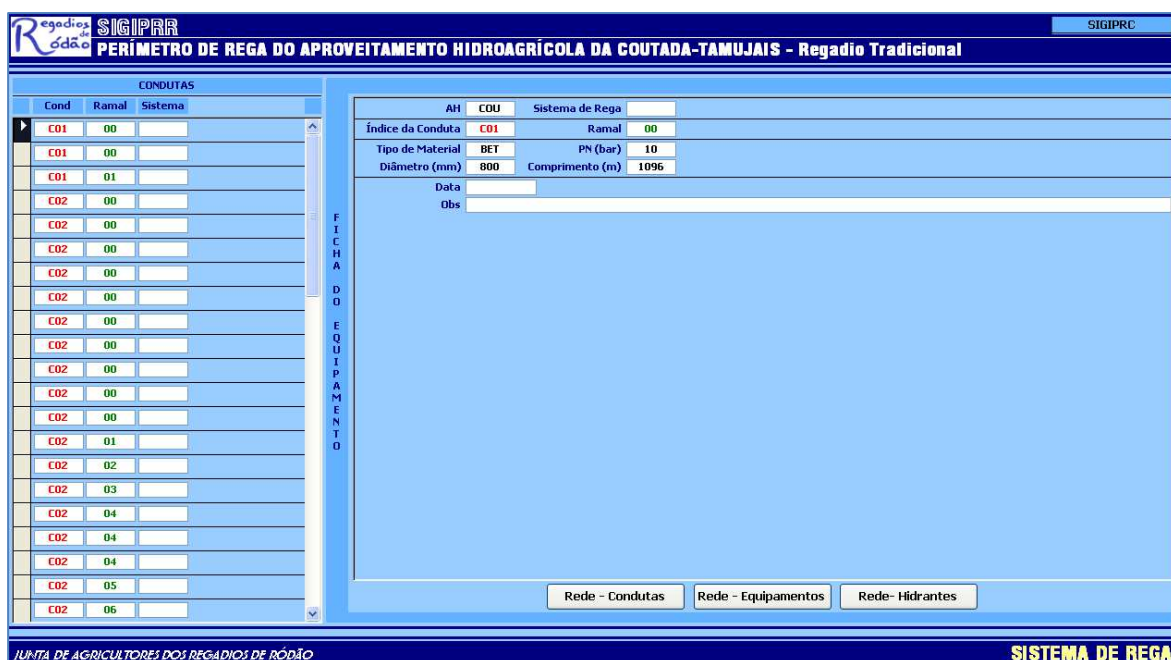 Regadios de Ródão
SIGIPRR
SIGIPRC
PERÍMETRO DE REGA DO APROVEITAMENTO HIDROAGRÍCOLA DA COUTADA-TAMUJAIS - Regadio Tradicional
CONDUTAS
Cond Ramal Sistema
C01 00
C01 00
C01 01
C02 00
C02 00
C02 00
C02 00
C02 00
C02 00
C02 00
C02 00
C02 00
C02 00
C02 01
C02 02
C02 03
C02 04
C02 04
C02 04
C02 05
C02 06
FICHA DO EQUIPAMENTO
AH COU Sistema de Rega
Índice da Conduta C01 Ramal 00
Tipo de Material BET PN (bar) 10
Diâmetro (mm) 800 Comprimento (m) 1096
Data
Obs
Rede - Condutas Rede - Equipamentos Rede- Hidrantes
JUNTA DE AGRICULTORES DOS REGADIOS DE RÓDÃO
SISTEMA DE REGA